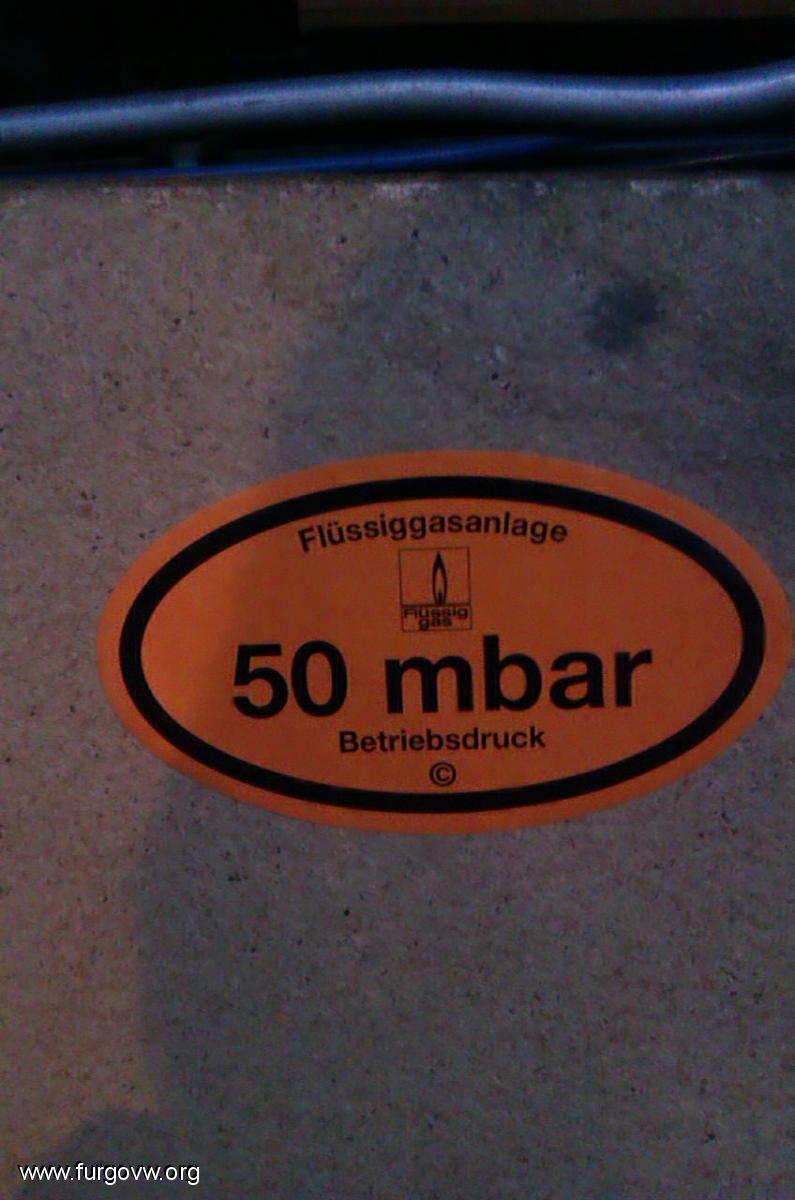 Flüssiggasanlage
Flüssig
gas
50 mbar
Betriebsdruck
©
www.furgovw.org